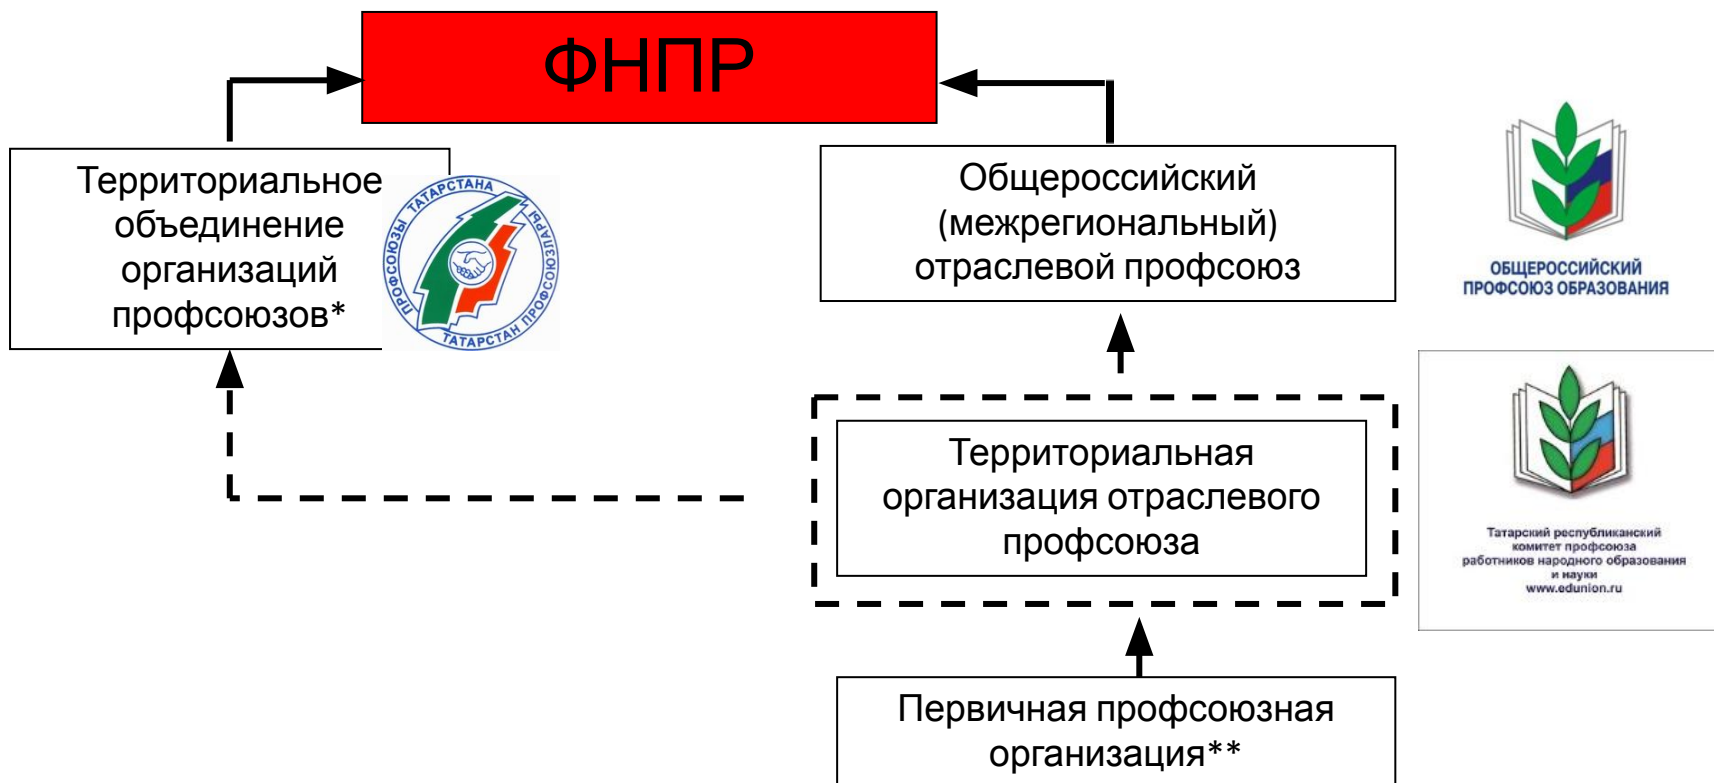 ФНПР
Территориальное
объединение
организаций
профсоюзов*
ПРОФСОЮЗЫ ТАТАРСТАНА
ТАТАРСТАН ПРОФСОЮЗЛАРЫ
Общероссийский
(межрегиональный)
отраслевой профсоюз
ОБЩЕРОССИЙСКИЙ
ПРОФСОЮЗ ОБРАЗОВАНИЯ
Территориальная
организация отраслевого
профсоюза
Татарский республиканский
комитет профсоюза
работников народного образования
и науки
www.edunion.ru
Первичная профсоюзная
организация**